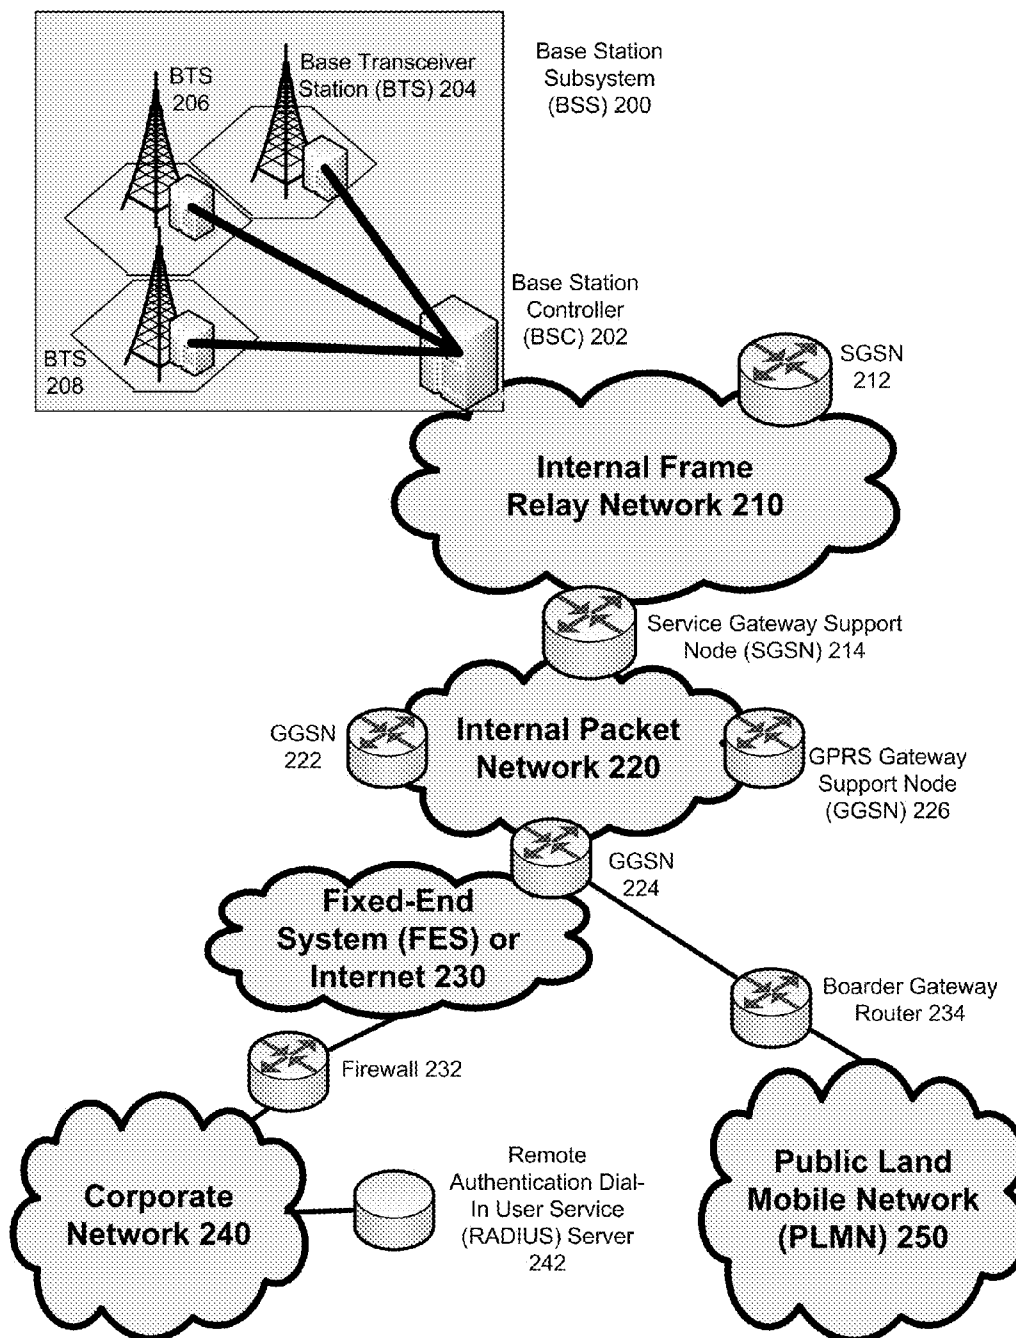 BTS
206
Base Transceiver
Station (BTS) 204
Base Station
Subsystem
(BSS) 200
Base Station
Controller
(BSC) 202
BTS
208
SGSN
212
Internal Frame
Relay Network 210
Service Gateway Support
Node (SGSN) 214
GGSN
222
Internal Packet
Network 220
GPRS Gateway
Support Node
(GGSN) 226
GGSN
224
Fixed-End
System (FES) or
Internet 230
Boarder Gateway
Router 234
Firewall 232
Corporate
Network 240
Remote
Authentication Dial-
In User Service
(RADIUS) Server
242
Public Land
Mobile Network
(PLMN) 250